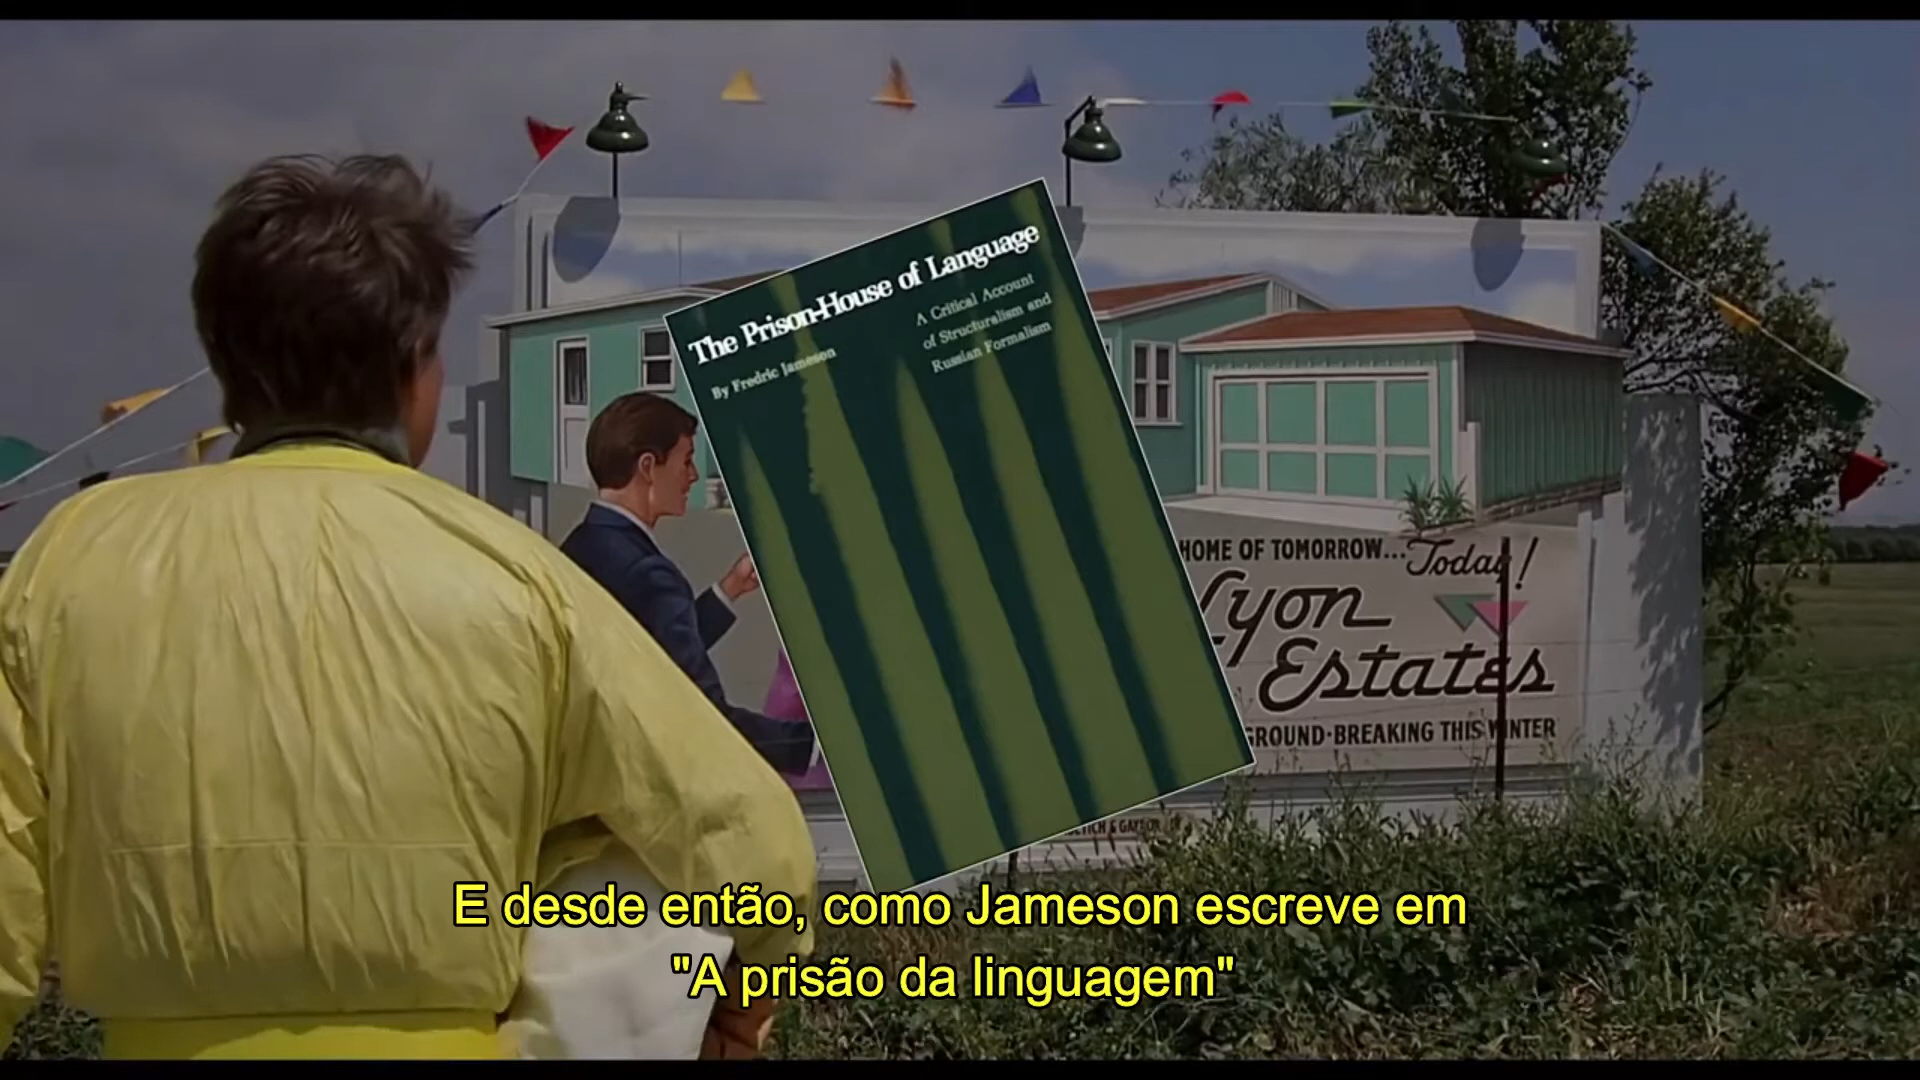 The Prison-House of Language
By Fredric Jameson
A Critical Account
of Structuralism and
Russian Formalism
HOME OF TOMORROW... Today!
Lyon
Estates
GROUND-BREAKING THIS WINTER
E desde então, como Jameson escreve em
"A prisão da linguagem"